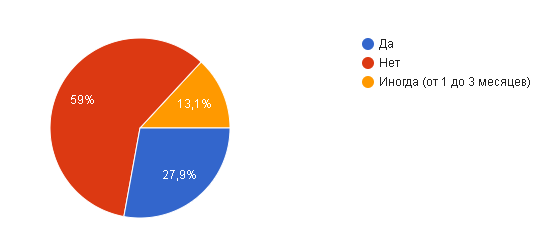 Да
Нет
Иногда (от 1 до 3 месяцев)
59%
13,1%
27,9%